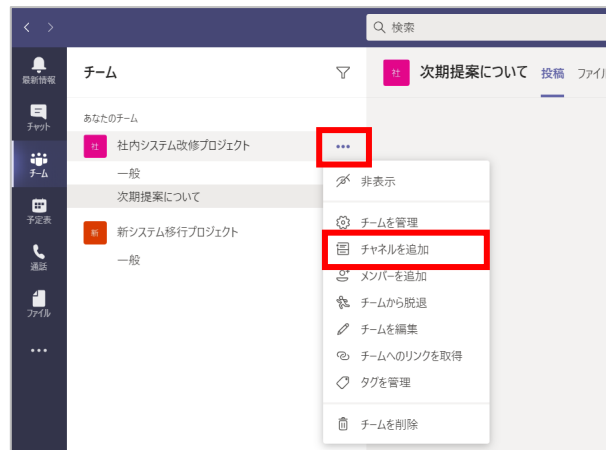 検索
最新情報
チャット
チーム
予定表
通話
ファイル
チーム
あなたのチーム
社 社内システム改修プロジェクト
一般
次期提案について
新 新システム移行プロジェクト
一般
非表示
チームを管理
チャネルを追加
メンバーを追加
チームから脱退
チームを編集
チームへのリンクを取得
タグを管理
チームを削除
社 次期提案について 投稿 ファイル